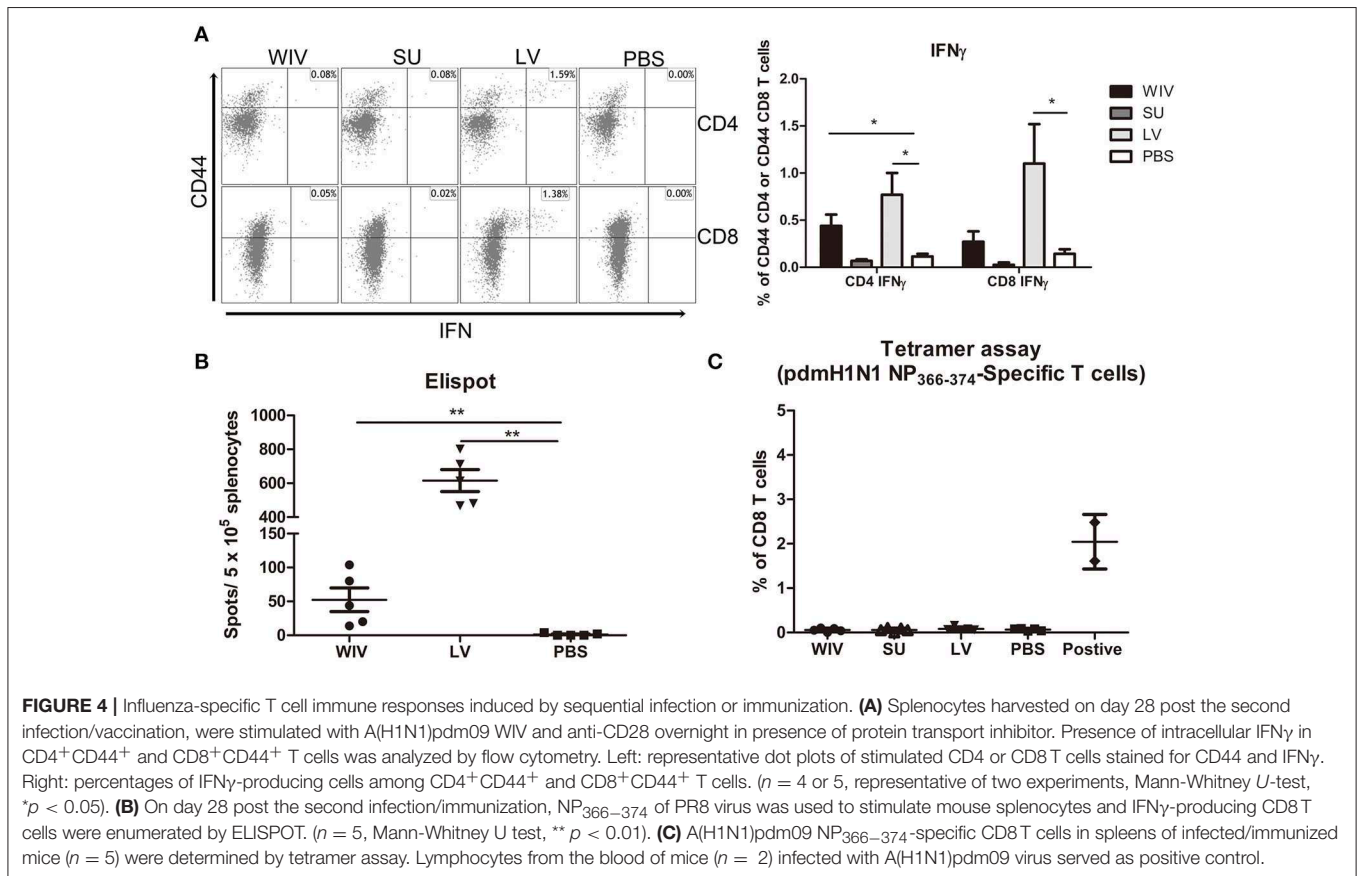 A
WIV SU LV PBS
0.08% 0.08% 1.59% 0.00%
CD4
0.05% 0.02% 1.38% 0.00%
CD8
CD44
IFN
IFNγ
% of CD44 CD4 or CD44 CD8 T cells
2.0
1.5
1.0
0.5
0.0
* * *
CD4 IFNγ CD8 IFNγ
WIV
SU
LV
PBS
B
Elispot
Spots/ 5 x 10⁵ splenocytes
1000
800
600
400
150
100
50
0
**
**
WIV LV PBS
C
Tetramer assay
(pdmH1N1 NP₃₆₆₋₃₇₄-Specific T cells)
% of CD8 T cells
5
4
3
2
1
0
WIV SU LV PBS Postive
FIGURE 4 | Influenza-specific T cell immune responses induced by sequential infection or immunization. (A) Splenocytes harvested on day 28 post the second
infection/vaccination, were stimulated with A(H1N1)pdm09 WIV and anti-CD28 overnight in presence of protein transport inhibitor. Presence of intracellular IFNγ in
CD4⁺CD44⁺ and CD8⁺CD44⁺ T cells was analyzed by flow cytometry. Left: representative dot plots of stimulated CD4 or CD8 T cells stained for CD44 and IFNγ.
Right: percentages of IFNγ-producing cells among CD4⁺CD44⁺ and CD8⁺CD44⁺ T cells. (n = 4 or 5, representative of two experiments, Mann-Whitney U-test,
*p < 0.05). (B) On day 28 post the second infection/immunization, NP₃₆₆₋₃₇₄ of PR8 virus was used to stimulate mouse splenocytes and IFNγ-producing CD8 T
cells were enumerated by ELISPOT. (n = 5, Mann-Whitney U test, ** p < 0.01). (C) A(H1N1)pdm09 NP₃₆₆₋₃₇₄-specific CD8 T cells in spleens of infected/immunized
mice (n = 5) were determined by tetramer assay. Lymphocytes from the blood of mice (n = 2) infected with A(H1N1)pdm09 virus served as positive control.